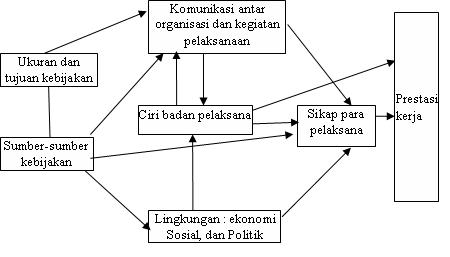 Komunikasi antar
organisasi dan kegiatan
pelaksanaan
Ukuran dan
tujuan kebijakan
Ciri badan pelaksana
Sikap para
pelaksana
Prestasi
kerja
Sumber-sumber
kebijakan
Lingkungan : ekonomi
Sosial, dan Politik